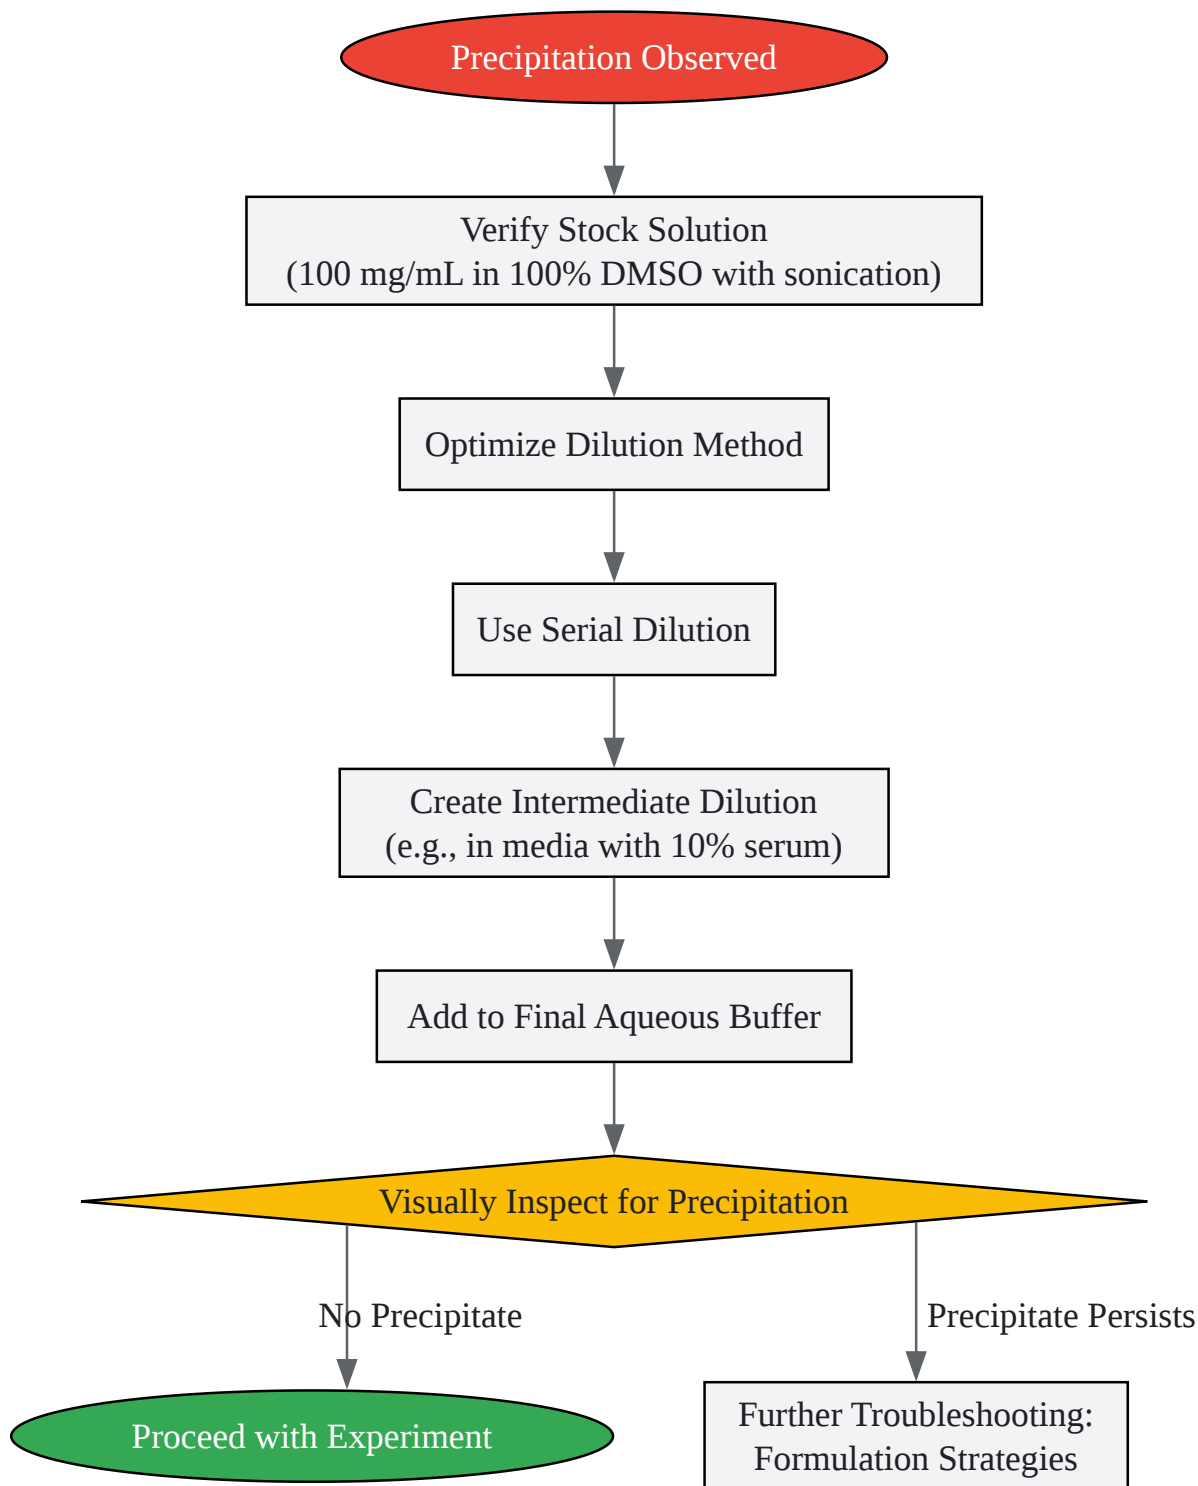 Precipitation Observed
Verify Stock Solution
(100 mg/mL in 100% DMSO with sonication)
Optimize Dilution Method
Use Serial Dilution
Create Intermediate Dilution
(e.g., in media with 10% serum)
Add to Final Aqueous Buffer
Visually Inspect for Precipitation
No Precipitate
Precipitate Persists
Proceed with Experiment
Further Troubleshooting:
Formulation Strategies